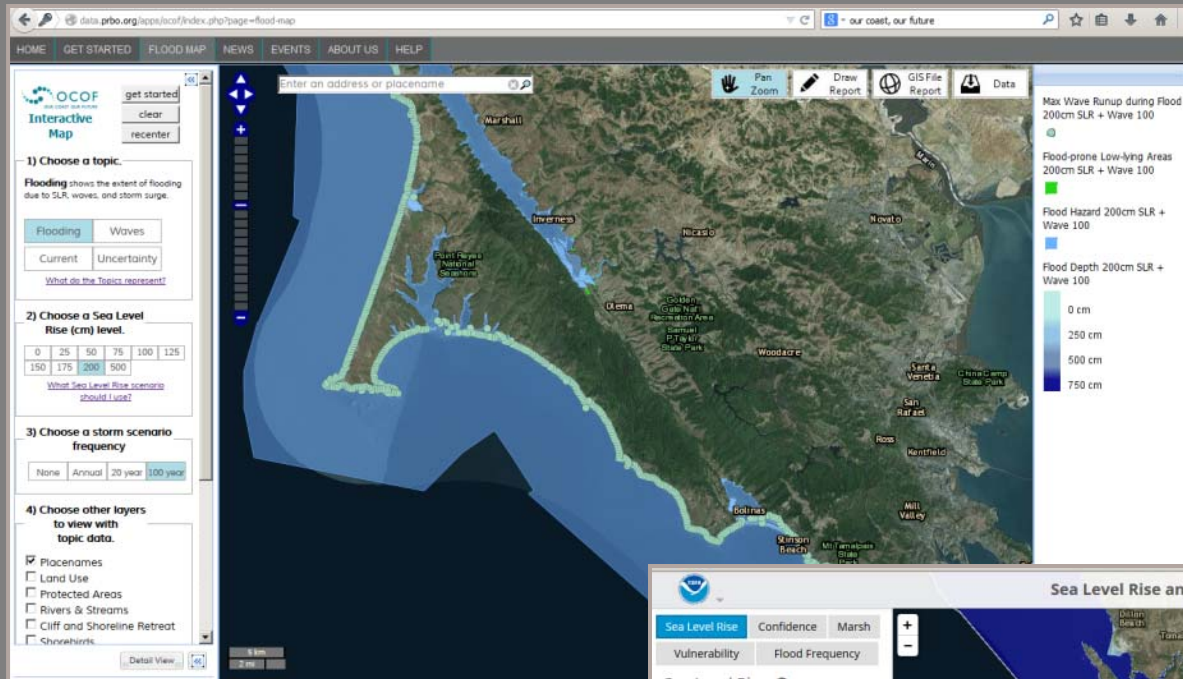 data.prbo.org/apps/ocof/index.php?page=flood-map
8 - our coast, our future
HOME GET STARTED FLOOD MAP NEWS EVENTS ABOUT US HELP
OCOF
OUR COAST OUR FUTURE
Interactive
Map
get started
clear
recenter
1) Choose a topic.
Flooding shows the extent of flooding
due to SLR, waves, and storm surge.
Flooding Waves
Current Uncertainty
What do the Topics represent?
2) Choose a Sea Level
Rise (cm) level.
0 25 50 75 100 125
150 175 200 500
What Sea Level Rise scenario
should I use?
3) Choose a storm scenario
frequency
None Annual 20 year 100 year
4) Choose other layers
to view with
topic data.
Placenames
Land Use
Protected Areas
Rivers & Streams
Cliff and Shoreline Retreat
Shorebirds
Detail View
Enter an address or placename
Pan
Zoom
Draw
Report
GIS File
Report
Data
Marshall
Marin
Inverness
Novato
Nicasio
Point Reyes
National
Seashore
Olema
Golden
Gate Nat'l
Recreation Area
Samuel
P Taylor
State Park
Woodacre
Santa
Venetia
China Camp
State Park
San
Rafael
Ross
Kentfield
Bolinas
Mill
Valley
Stinson
Beach
Mt Tamalpais
State
5 km
2 mi
Max Wave Runup during Flood
200cm SLR + Wave 100
Flood-prone Low-lying Areas
200cm SLR + Wave 100
Flood Hazard 200cm SLR +
Wave 100
Flood Depth 200cm SLR +
Wave 100
0 cm
250 cm
500 cm
750 cm
Sea Level Rise an
Sea Level Rise Confidence Marsh
Vulnerability Flood Frequency
+
-
Dillon
Beach